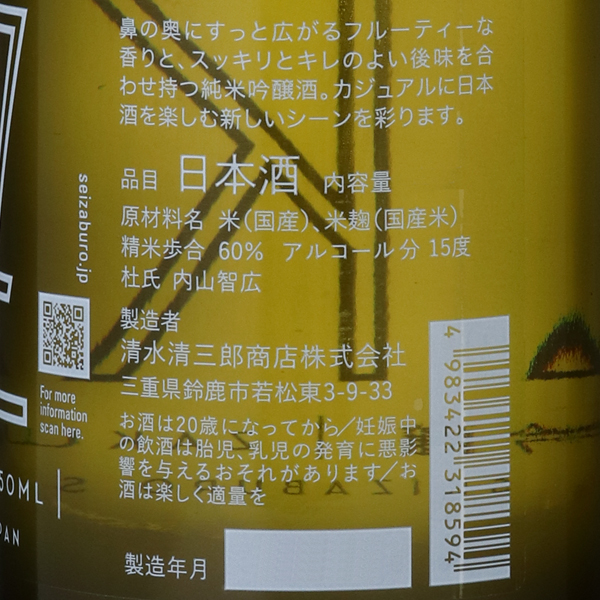 鼻の奥にすっと広がるフルーティーな
香りと、スッキリとキレのよい後味を合
わせ持つ純米吟醸酒。カジュアルに日本
酒を楽しむ新しいシーンを彩ります。
品目 日本酒 内容量
原材料名 米(国産)、米麹(国産米)
精米歩合 60% アルコール分 15度
杜氏 内山智広
製造者
清水清三郎商店株式会社
三重県鈴鹿市若松東3-9-33
お酒は20歳になってから/妊娠中
の飲酒は胎児、乳児の発育に悪影
響を与えるおそれがあります/お
酒は楽しく適量を
製造年月
seizaburo.jp
For more
information
scan here.
50ML
PAN
4 983422 318594